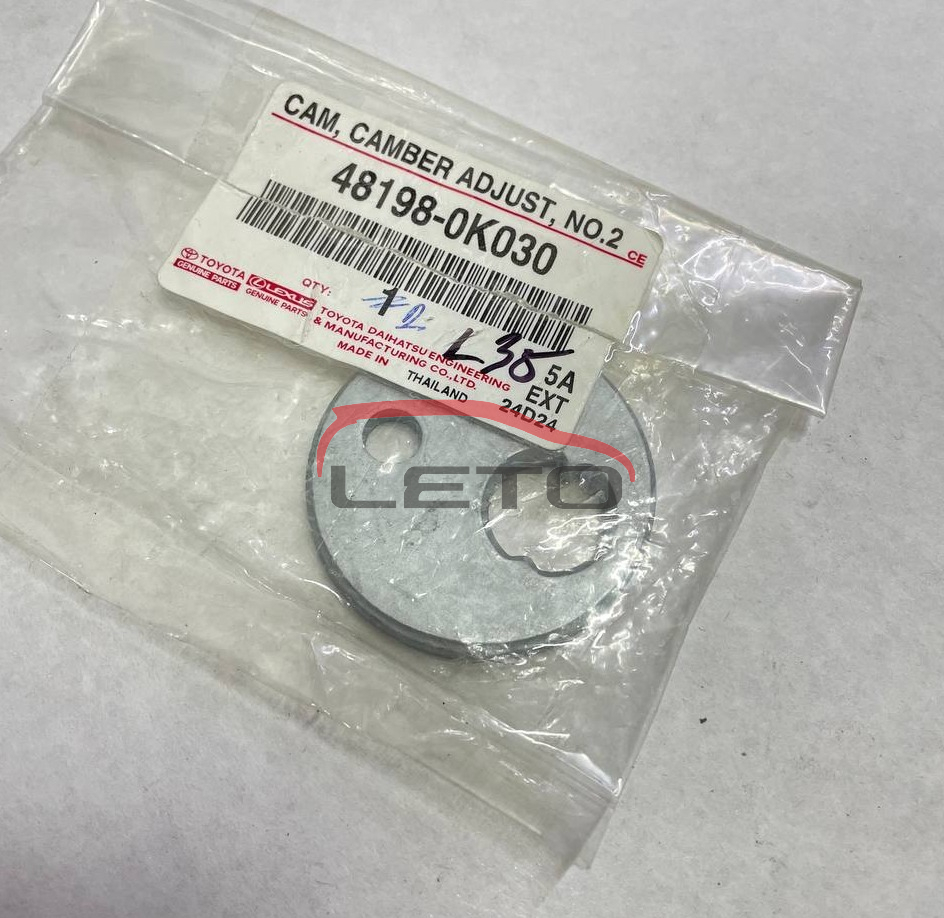 CAM, CAMBER ADJUST, NO.2
CE
48198-0K030
TOYOTA
GENUINE PARTS
LEXUS
GENUINE PARTS
QTY:
2
TOYOTA DAIHATSU ENGINEERING
& MANUFACTURING CO.,LTD.
MADE IN
THAILAND
L35
5A
EXT
24D24
LETO